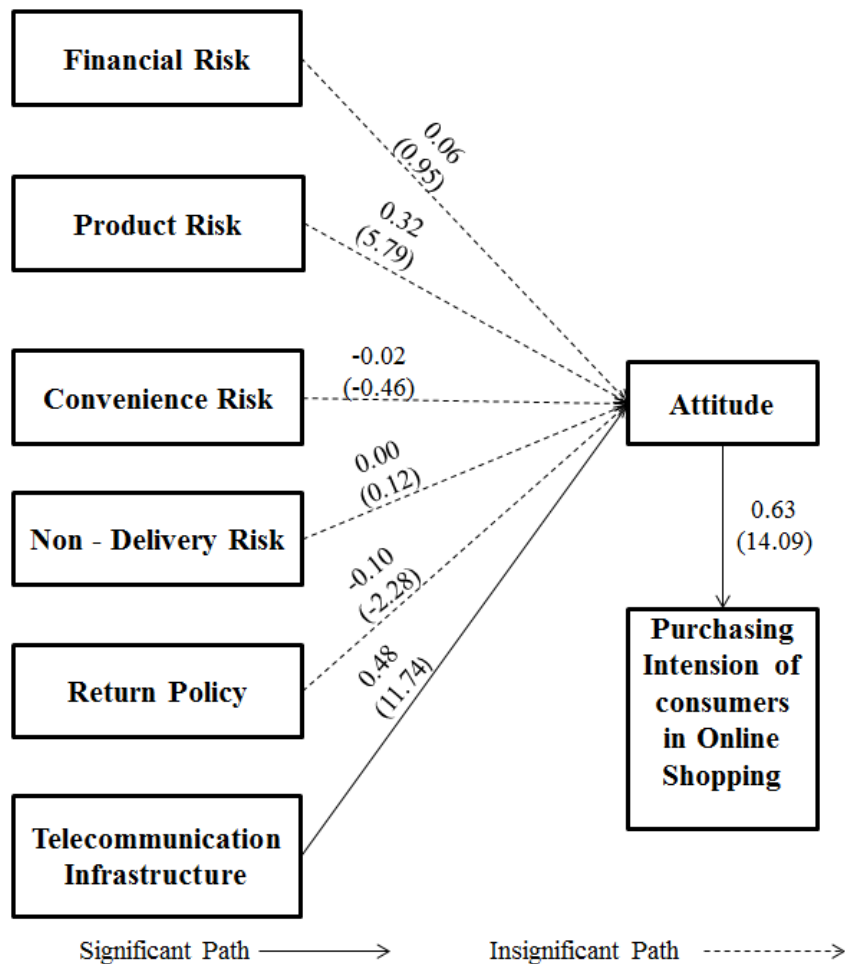 Financial Risk
0.06
(0.95)
Product Risk
0.32
(5.79)
Convenience Risk
-0.02
(-0.46)
Attitude
Non - Delivery Risk
0.00
(0.12)
0.63
(14.09)
Return Policy
-0.10
(-2.28)
Purchasing
Intension of
consumers
in Online
Shopping
Telecommunication
Infrastructure
0.48
(11.74)
Significant Path
Insignificant Path